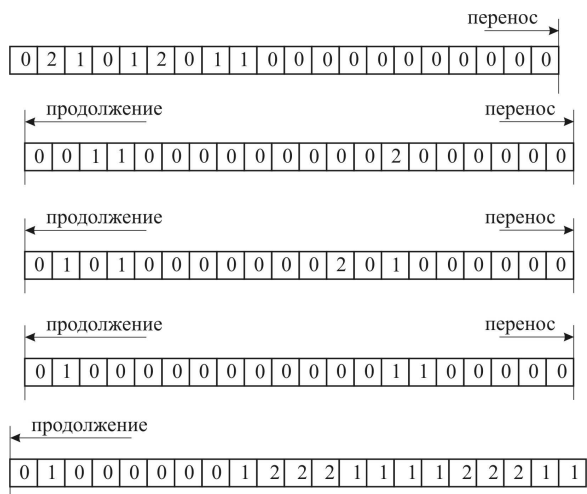 перенос
0 2 1 0 1 2 0 1 1 0 0 0 0 0 0 0 0 0 0 0
продолжение перенос
0 0 1 1 0 0 0 0 0 0 0 0 0 2 0 0 0 0 0 0
продолжение перенос
0 1 0 1 0 0 0 0 0 0 0 2 0 1 0 0 0 0 0 0
продолжение перенос
0 1 0 0 0 0 0 0 0 0 0 0 0 1 1 0 0 0 0 0
продолжение
0 1 0 0 0 0 0 0 1 2 2 2 1 1 1 1 2 2 2 1 1